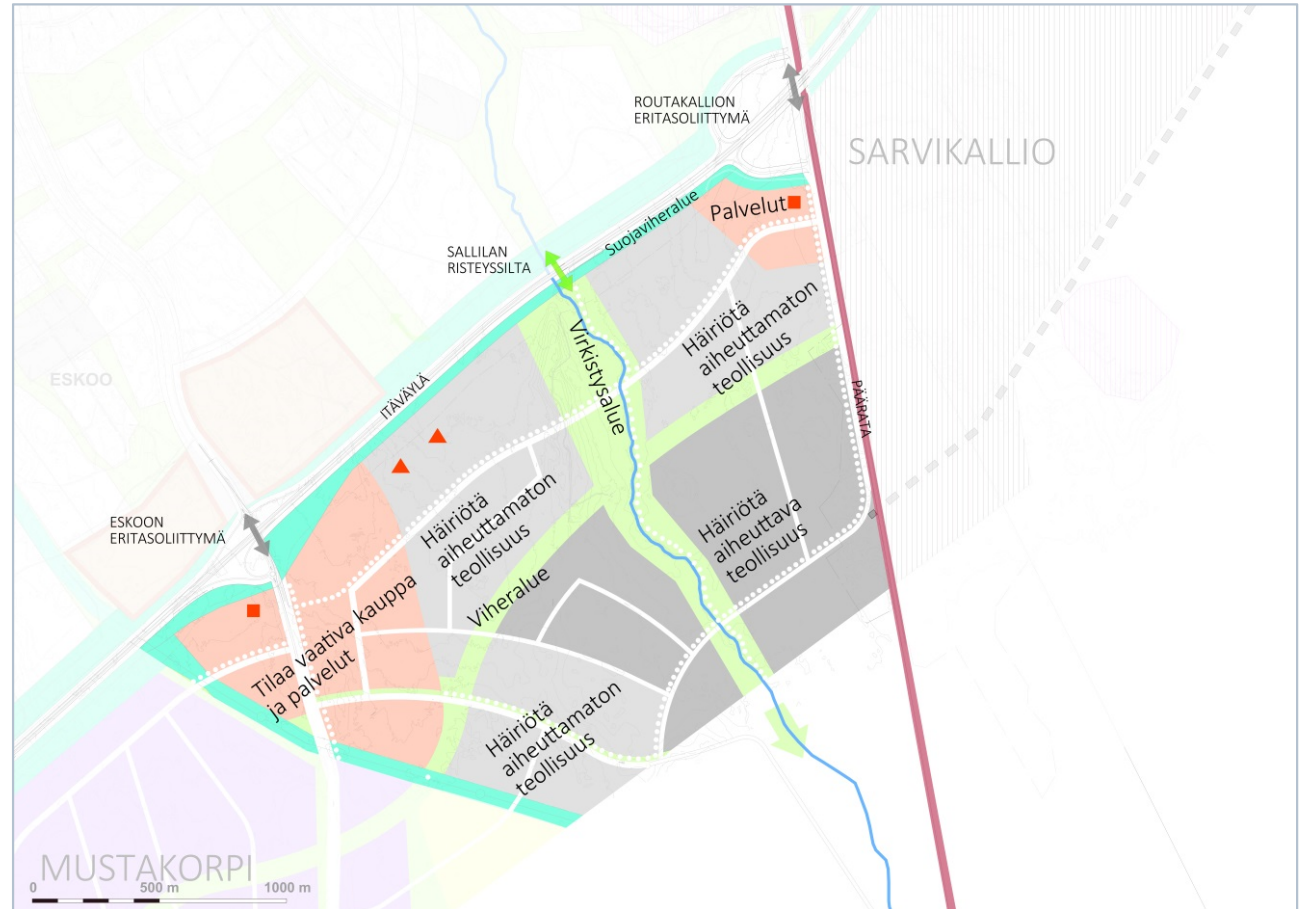 ROUTAKALLION
ERITASOLIITTYMÄ
SARVIKALLIO
Palvelut
Suojaviheralue
SALLILAN
RISTEYSSILTA
Häiriötä
aiheuttamaton
teollisuus
Virkistysalue
ESKOO
ITÄVÄYLÄ
PÄÄRATA
ESKOON
ERITASOLIITTYMÄ
Häiriötä
aiheuttamaton
teollisuus
Häiriötä
aiheuttava
teollisuus
Viheralue
Tilaa vaativa kauppa
ja palvelut
Häiriötä
aiheuttamaton
teollisuus
MUSTAKORPI
0 500 m 1000 m